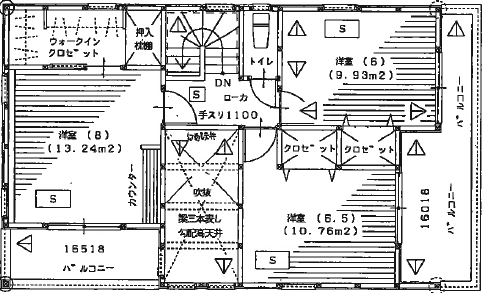 ウォークイン
クロゼット
押入
枕棚
トイレ
DN
S
ローカ
手スリ1100
S
洋室 (6)
(9.93m2)
バルコニー
洋室 (8)
(13.24m2)
カウンター
S
クロゼット
クロゼット
吹抜
梁三本表し
勾配高天井
洋室 (6.5)
(10.76m2)
S
16018
バルコニー
16518
バルコニー